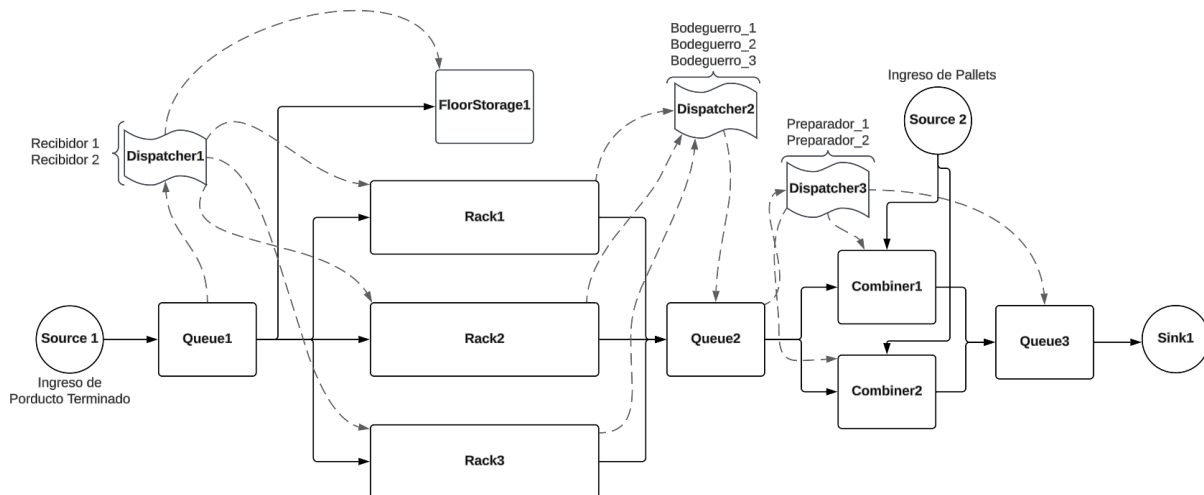 Bodeguerro_1
Bodeguerro_2
Bodeguerro_3
Ingreso de Pallets
FloorStorage1
Dispatcher2
Source 2
Preparador_1
Preparador_2
Recibidor 1
Recibidor 2
Dispatcher1
Dispatcher3
Rack1
Combiner1
Source 1
Queue1
Rack2
Queue2
Queue3
Sink1
Ingreso de
Porducto Terminado
Combiner2
Rack3